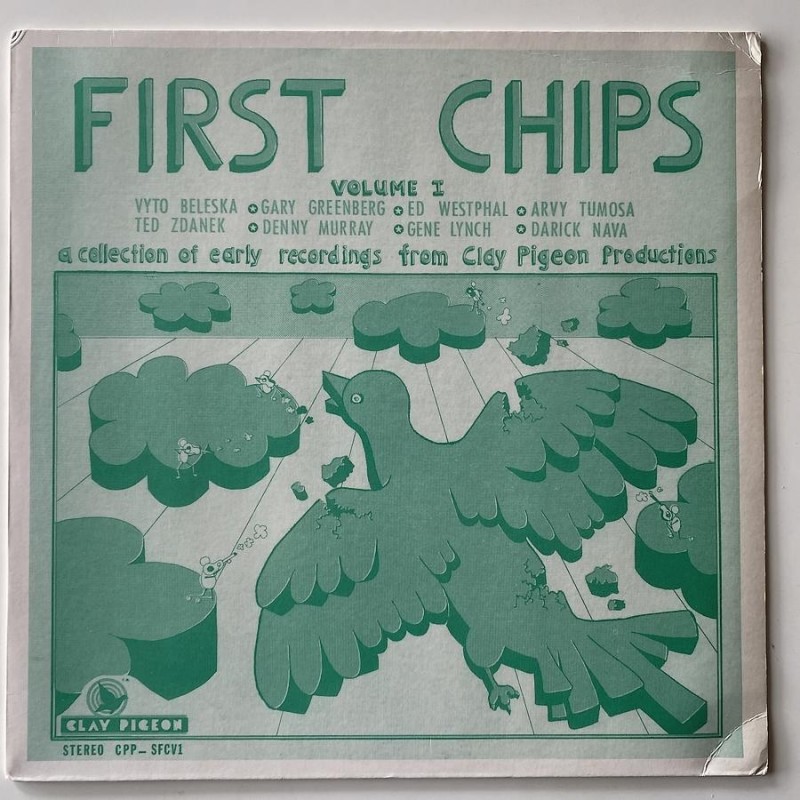 FIRST CHIPS
VOLUME I
VYTO BELESKA ✪ GARY GREENBERG ✪ ED WESTPHAL ✪ ARVY TUMOSA
TED ZDANEK ✪ DENNY MURRAY ✪ GENE LYNCH ✪ DARICK NAVA
a collection of early recordings from Clay Pigeon Productions
CLAY PIGEON
STEREO CPP-SFCV1